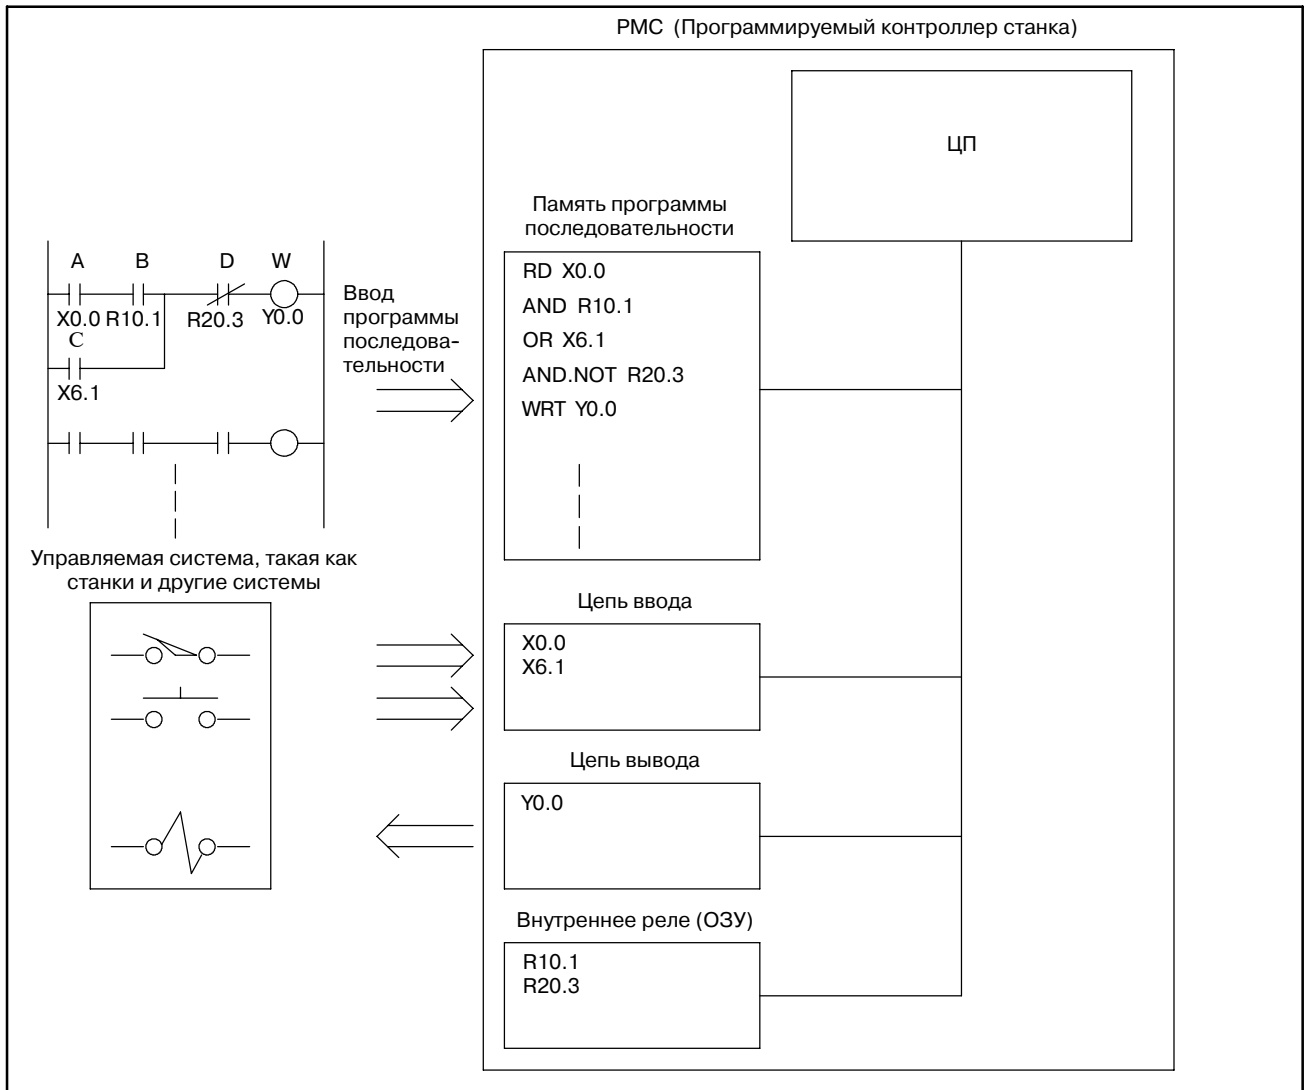 PMC (Программируемый контроллер станка)
ЦП
Память программы
последовательности
RD X0.0
AND R10.1
OR X6.1
AND.NOT R20.3
WRT Y0.0
A B D W
X0.0 R10.1 R20.3 Y0.0
C
X6.1
Ввод
программы
последова-
тельности
Управляемая система, такая как
станки и другие системы
Цепь ввода
X0.0
X6.1
Цепь вывода
Y0.0
Внутреннее реле (ОЗУ)
R10.1
R20.3